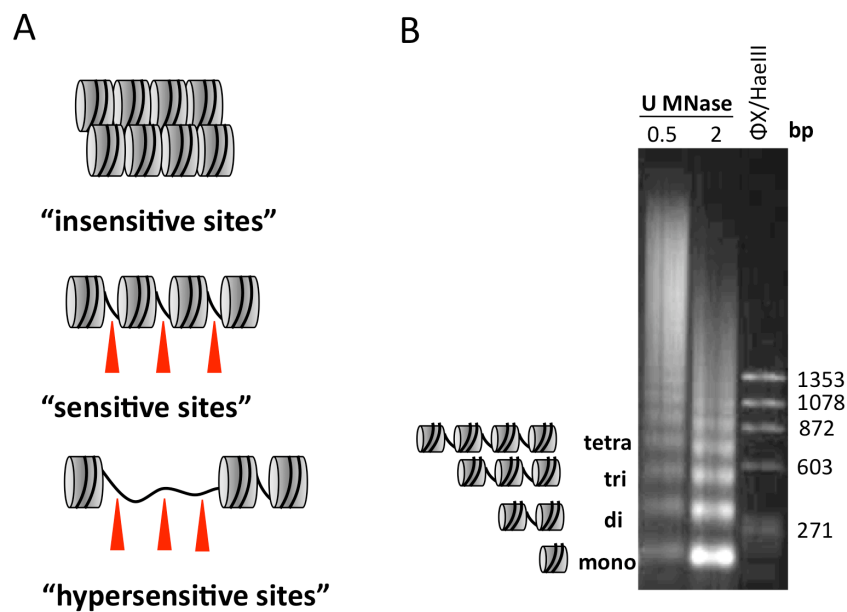 A
“insensitive sites”
“sensitive sites”
“hypersensitive sites”
B
U MNase
0.5 2 ΦX/HaeIII bp
1353
1078
872
tetra
603
tri
di
271
mono